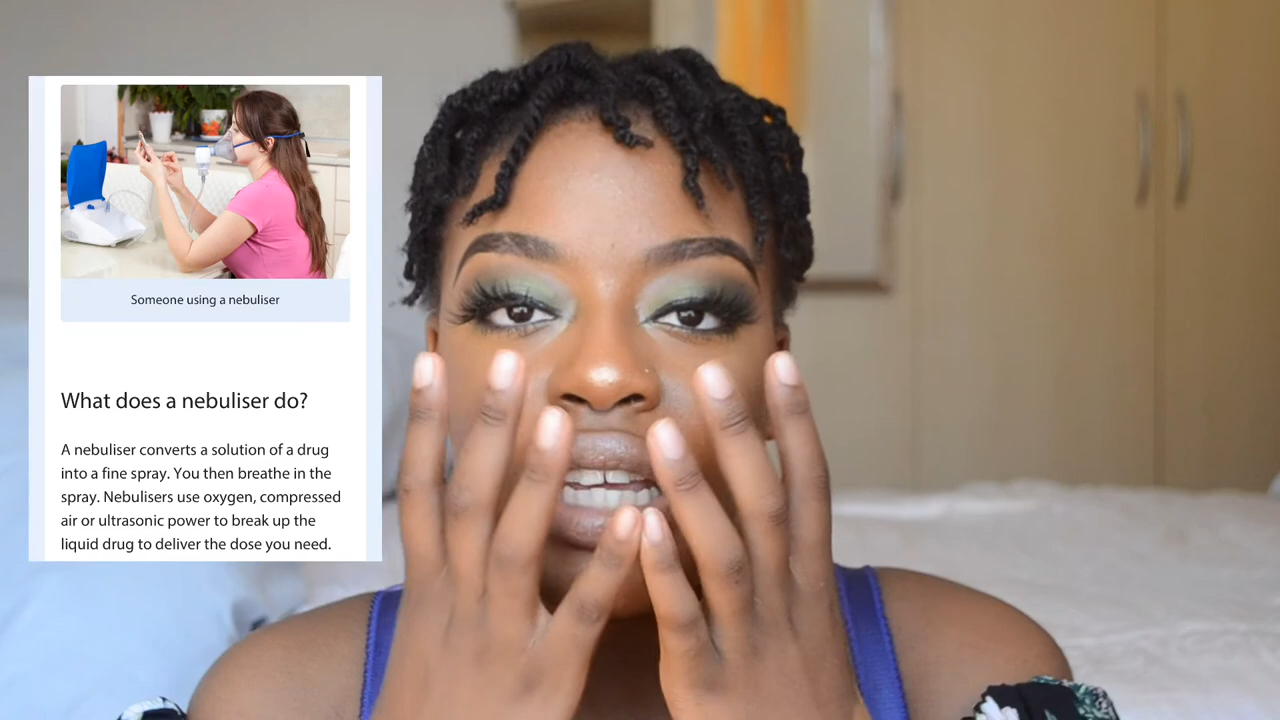 Someone using a nebuliser
What does a nebuliser do?
A nebuliser converts a solution of a drug
into a fine spray. You then breathe in the
spray. Nebulisers use oxygen, compressed
air or ultrasonic power to break up the
liquid drug to deliver the dose you need.